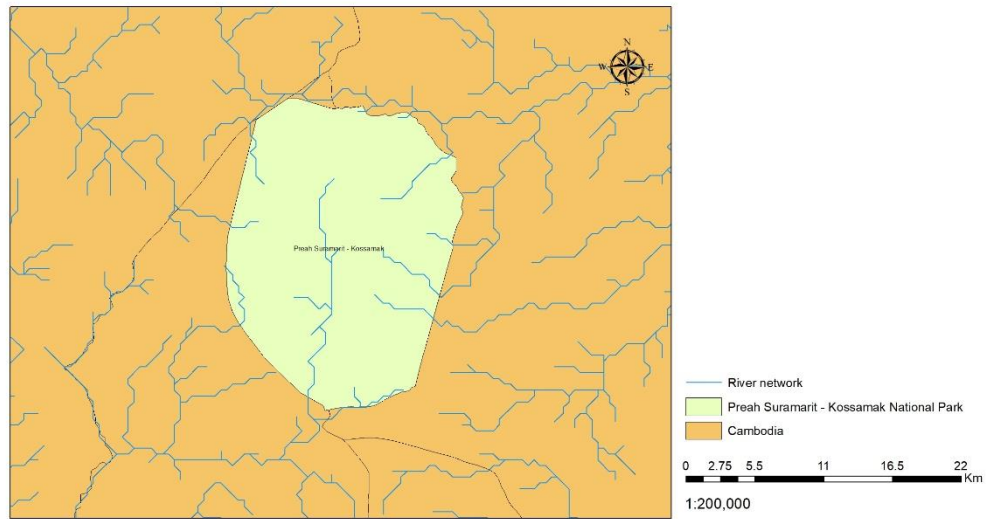 N
W E
S
Preah Suramarit - Kossamak
River network
Preah Suramarit - Kossamak National Park
Cambodia
0 2.75 5.5 11 16.5 22
Km
1:200,000